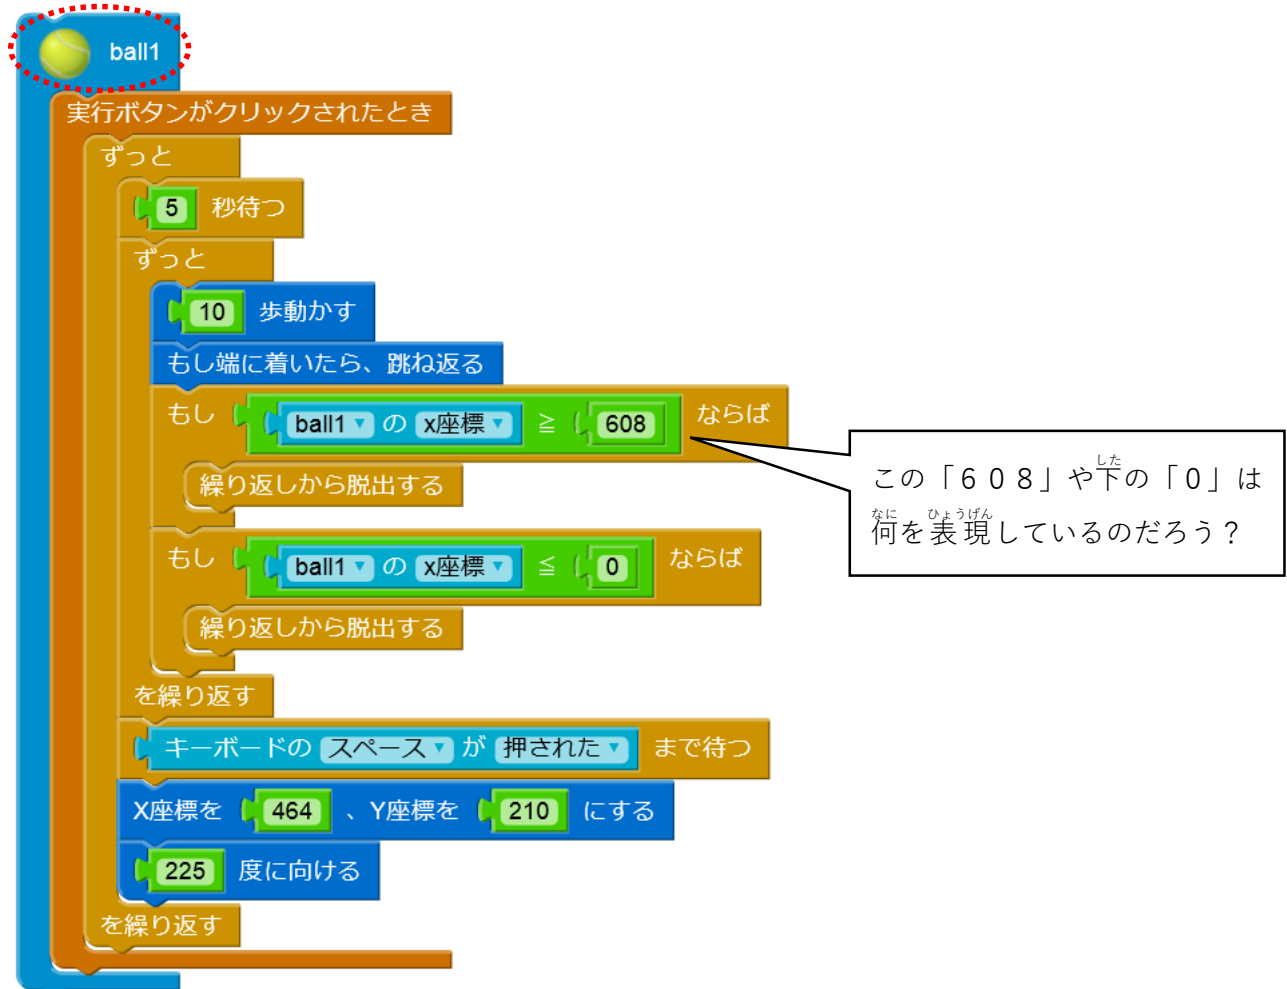 ball1
実行ボタンがクリックされたとき
ずっと
5 秒待つ
ずっと
10 歩動かす
もし端に着いたら、跳ね返る
もし ball1 の x座標 ≧ 608 ならば
繰り返しから脱出する
もし ball1 の x座標 ≦ 0 ならば
繰り返しから脱出する
を繰り返す
キーボードの スペース が 押された まで待つ
X座標を 464 、Y座標を 210 にする
225 度に向ける
を繰り返す
した
この「６０８」や下の「０」は
なに ひょうげん
何を表現しているのだろう？